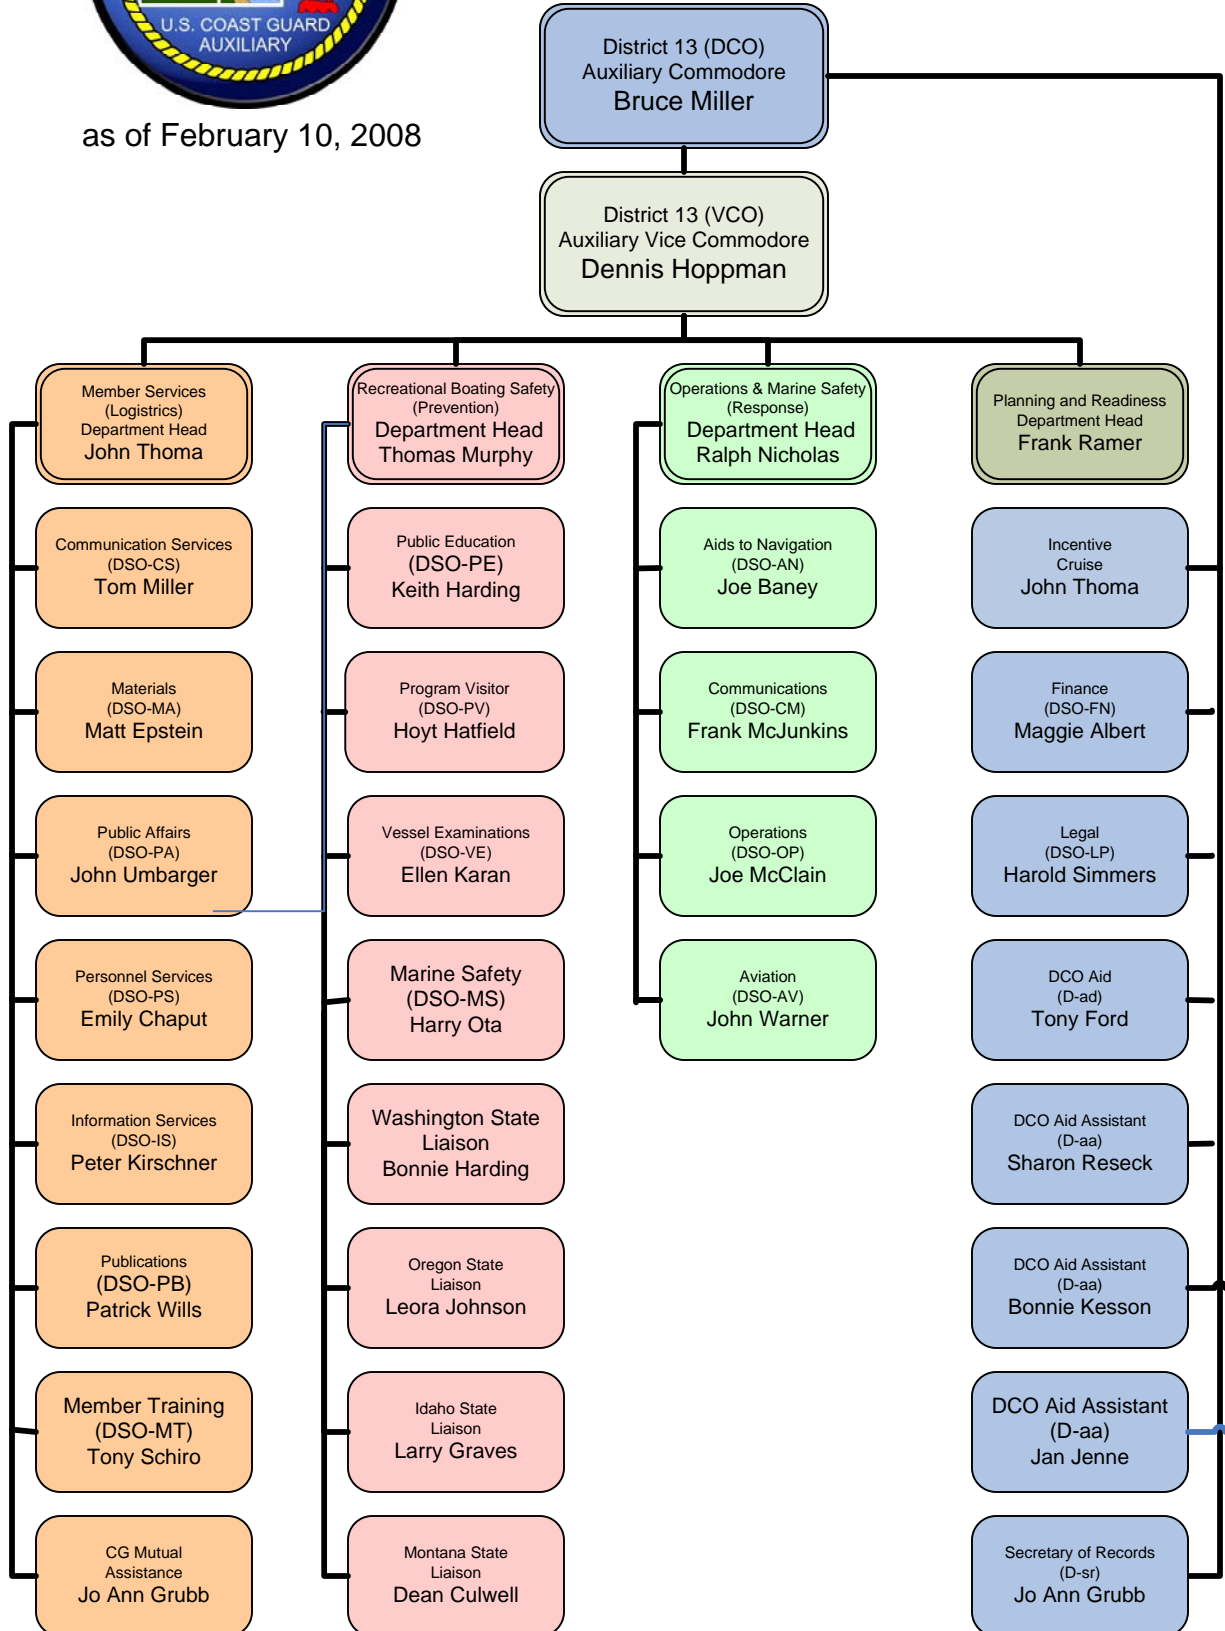 U.S. COAST GUARD
AUXILIARY
as of February 10, 2008
District 13 (DCO)
Auxiliary Commodore
Bruce Miller
District 13 (VCO)
Auxiliary Vice Commodore
Dennis Hoppman
Member Services
(Logistrics)
Department Head
John Thoma
Communication Services
(DSO-CS)
Tom Miller
Materials
(DSO-MA)
Matt Epstein
Public Affairs
(DSO-PA)
John Umbarger
Personnel Services
(DSO-PS)
Emily Chaput
Information Services
(DSO-IS)
Peter Kirschner
Publications
(DSO-PB)
Patrick Wills
Member Training
(DSO-MT)
Tony Schiro
CG Mutual
Assistance
Jo Ann Grubb
Recreational Boating Safety
(Prevention)
Department Head
Thomas Murphy
Public Education
(DSO-PE)
Keith Harding
Program Visitor
(DSO-PV)
Hoyt Hatfield
Vessel Examinations
(DSO-VE)
Ellen Karan
Marine Safety
(DSO-MS)
Harry Ota
Washington State
Liaison
Bonnie Harding
Oregon State
Liaison
Leora Johnson
Idaho State
Liaison
Larry Graves
Montana State
Liaison
Dean Culwell
Operations & Marine Safety
(Response)
Department Head
Ralph Nicholas
Aids to Navigation
(DSO-AN)
Joe Baney
Communications
(DSO-CM)
Frank McJunkins
Operations
(DSO-OP)
Joe McClain
Aviation
(DSO-AV)
John Warner
Planning and Readiness
Department Head
Frank Ramer
Incentive
Cruise
John Thoma
Finance
(DSO-FN)
Maggie Albert
Legal
(DSO-LP)
Harold Simmers
DCO Aid
(D-ad)
Tony Ford
DCO Aid Assistant
(D-aa)
Sharon Reseck
DCO Aid Assistant
(D-aa)
Bonnie Kesson
DCO Aid Assistant
(D-aa)
Jan Jenne
Secretary of Records
(D-sr)
Jo Ann Grubb